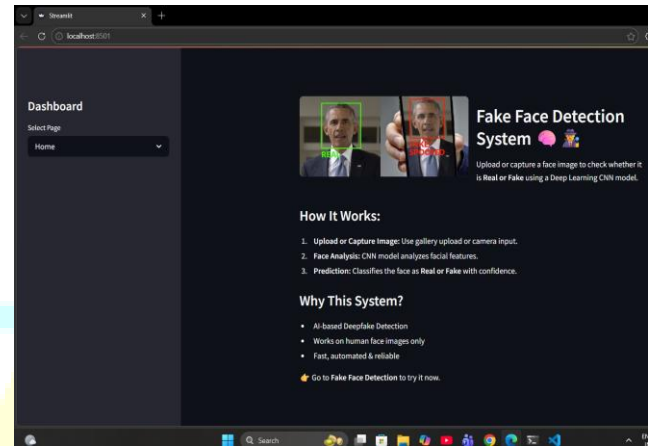 Streamlit
localhost:8501
Dashboard
Select Page
Home
REAL
Fake Face Detection
System
Upload or capture a face image to check whether it
is Real or Fake using a Deep Learning CNN model.
How It Works:
1. Upload or Capture Image: Use gallery upload or camera input.
2. Face Analysis: CNN model analyzes facial features.
3. Prediction: Classifies the face as Real or Fake with confidence.
Why This System?
• AI-based Deepfake Detection
• Works on human face images only
• Fast, automated & reliable
👉 Go to Fake Face Detection to try it now.
Search